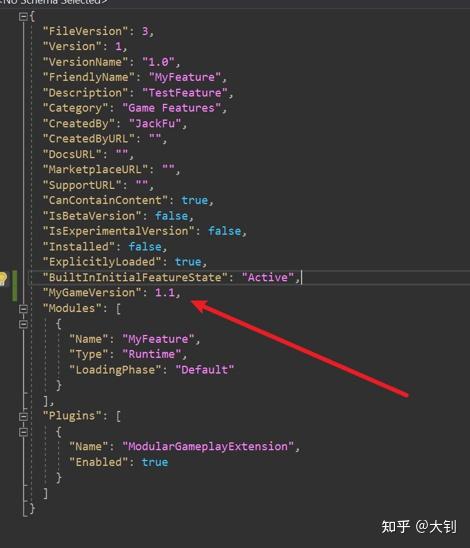 <No Schema Selected>
{
"FileVersion": 3,
"Version": 1,
"VersionName": "1.0",
"FriendlyName": "MyFeature",
"Description": "TestFeature",
"Category": "Game Features",
"CreatedBy": "JackFu",
"CreatedByURL": "",
"DocsURL": "",
"MarketplaceURL": "",
"SupportURL": "",
"CanContainContent": true,
"IsBetaVersion": false,
"IsExperimentalVersion": false,
"Installed": false,
"ExplicitlyLoaded": true,
"BuiltInInitialFeatureState": "Active",
"MyGameVersion": 1.1,
"Modules": [
{
"Name": "MyFeature",
"Type": "Runtime",
"LoadingPhase": "Default"
}
],
"Plugins": [
{
"Name": "ModularGameplayExtension",
"Enabled": true
}
]
}
知乎 @大钊